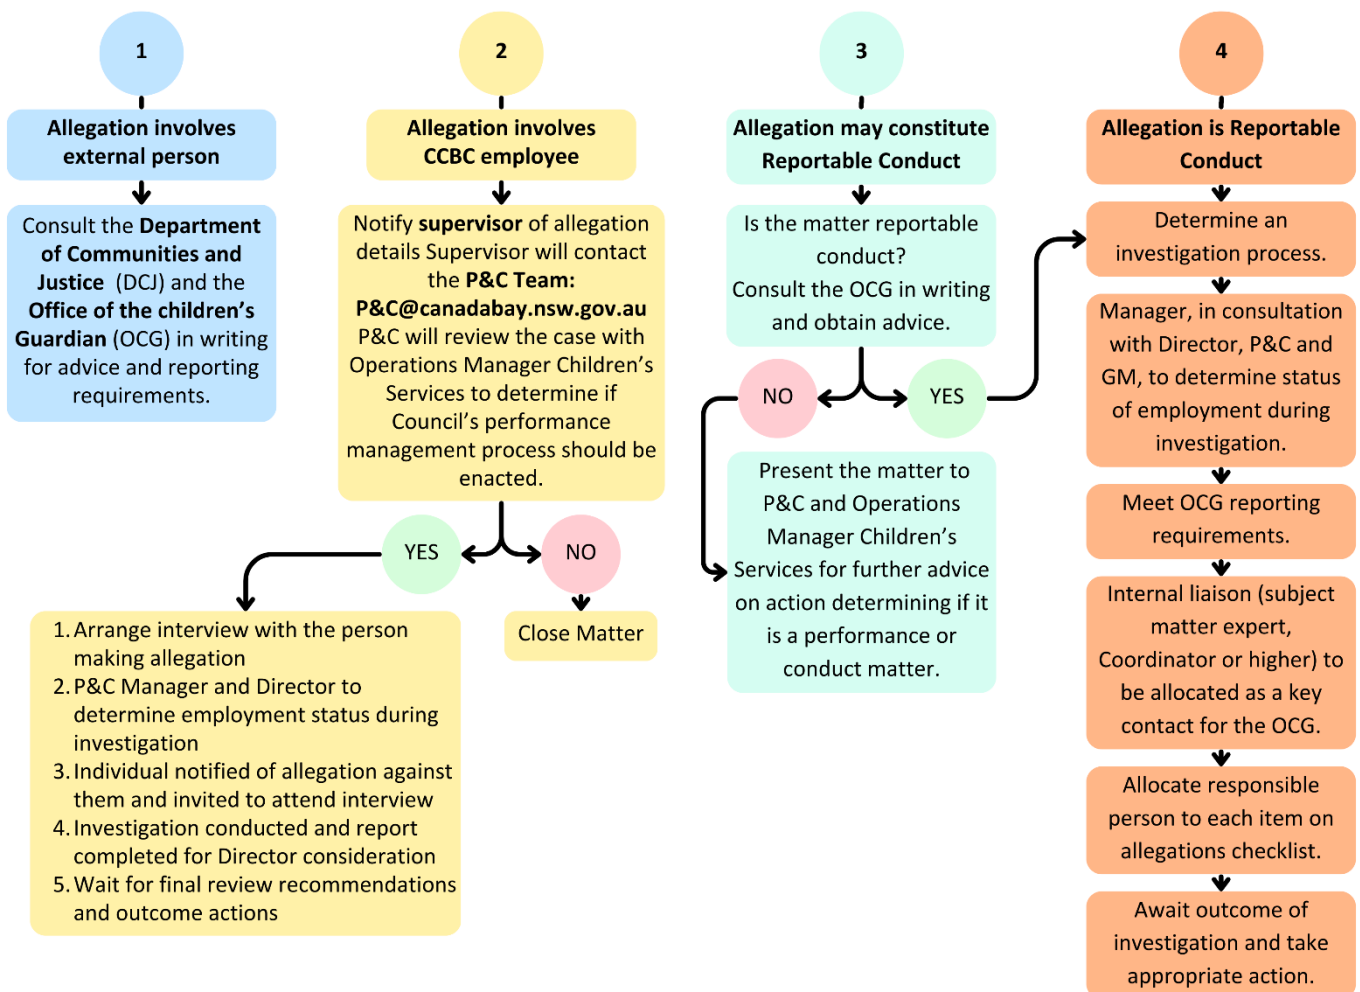 1
Allegation involves
external person
Consult the Department
of Communities and
Justice (DCJ) and the
Office of the children's
Guardian (OCG) in writing
for advice and reporting
requirements.
2
Allegation involves
CCBC employee
Notify supervisor of allegation
details Supervisor will contact
the P&C Team:
P&C@canadabay.nsw.gov.au
P&C will review the case with
Operations Manager Children's
Services to determine if
Council's performance
management process should be
enacted.
YES
NO
1. Arrange interview with the person
making allegation
2. P&C Manager and Director to
determine employment status during
investigation
3. Individual notified of allegation against
them and invited to attend interview
4. Investigation conducted and report
completed for Director consideration
5. Wait for final review recommendations
and outcome actions
Close Matter
3
Allegation may constitute
Reportable Conduct
Is the matter reportable
conduct?
Consult the OCG in writing
and obtain advice.
NO
YES
Present the matter to
P&C and Operations
Manager Children's
Services for further advice
on action determining if it
is a performance or
conduct matter.
4
Allegation is Reportable
Conduct
Determine an
investigation process.
Manager, in consultation
with Director, P&C and
GM, to determine status
of employment during
investigation.
Meet OCG reporting
requirements.
Internal liaison (subject
matter expert,
Coordinator or higher) to
be allocated as a key
contact for the OCG.
Allocate responsible
person to each item on
allegations checklist.
Await outcome of
investigation and take
appropriate action.